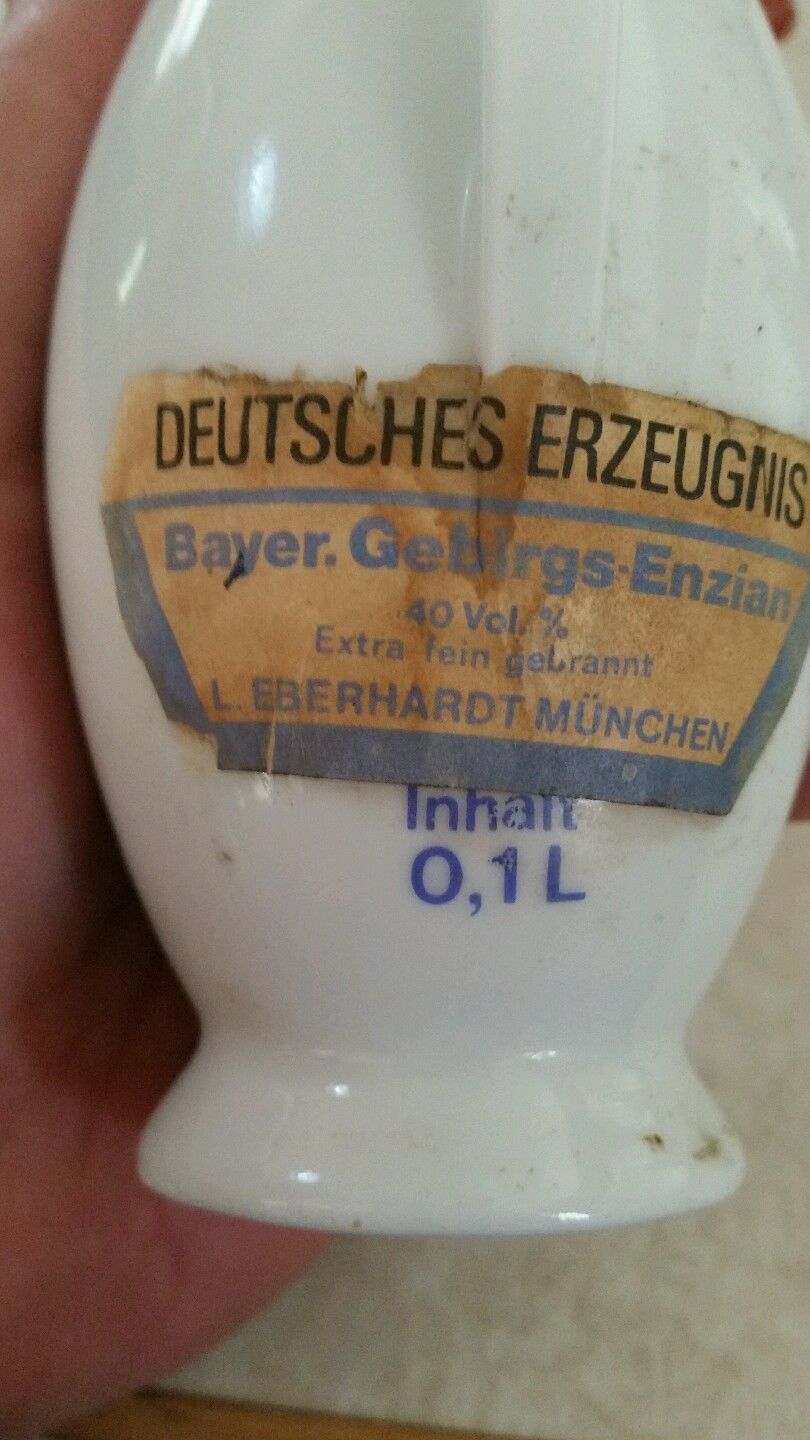 DEUTSCHES ERZEUGNIS
Bayer. Gebirgs-Enzian
40 Vol. %
Extra fein gebrannt
L. EBERHARDT MÜNCHEN
Inhalt
0,1 L